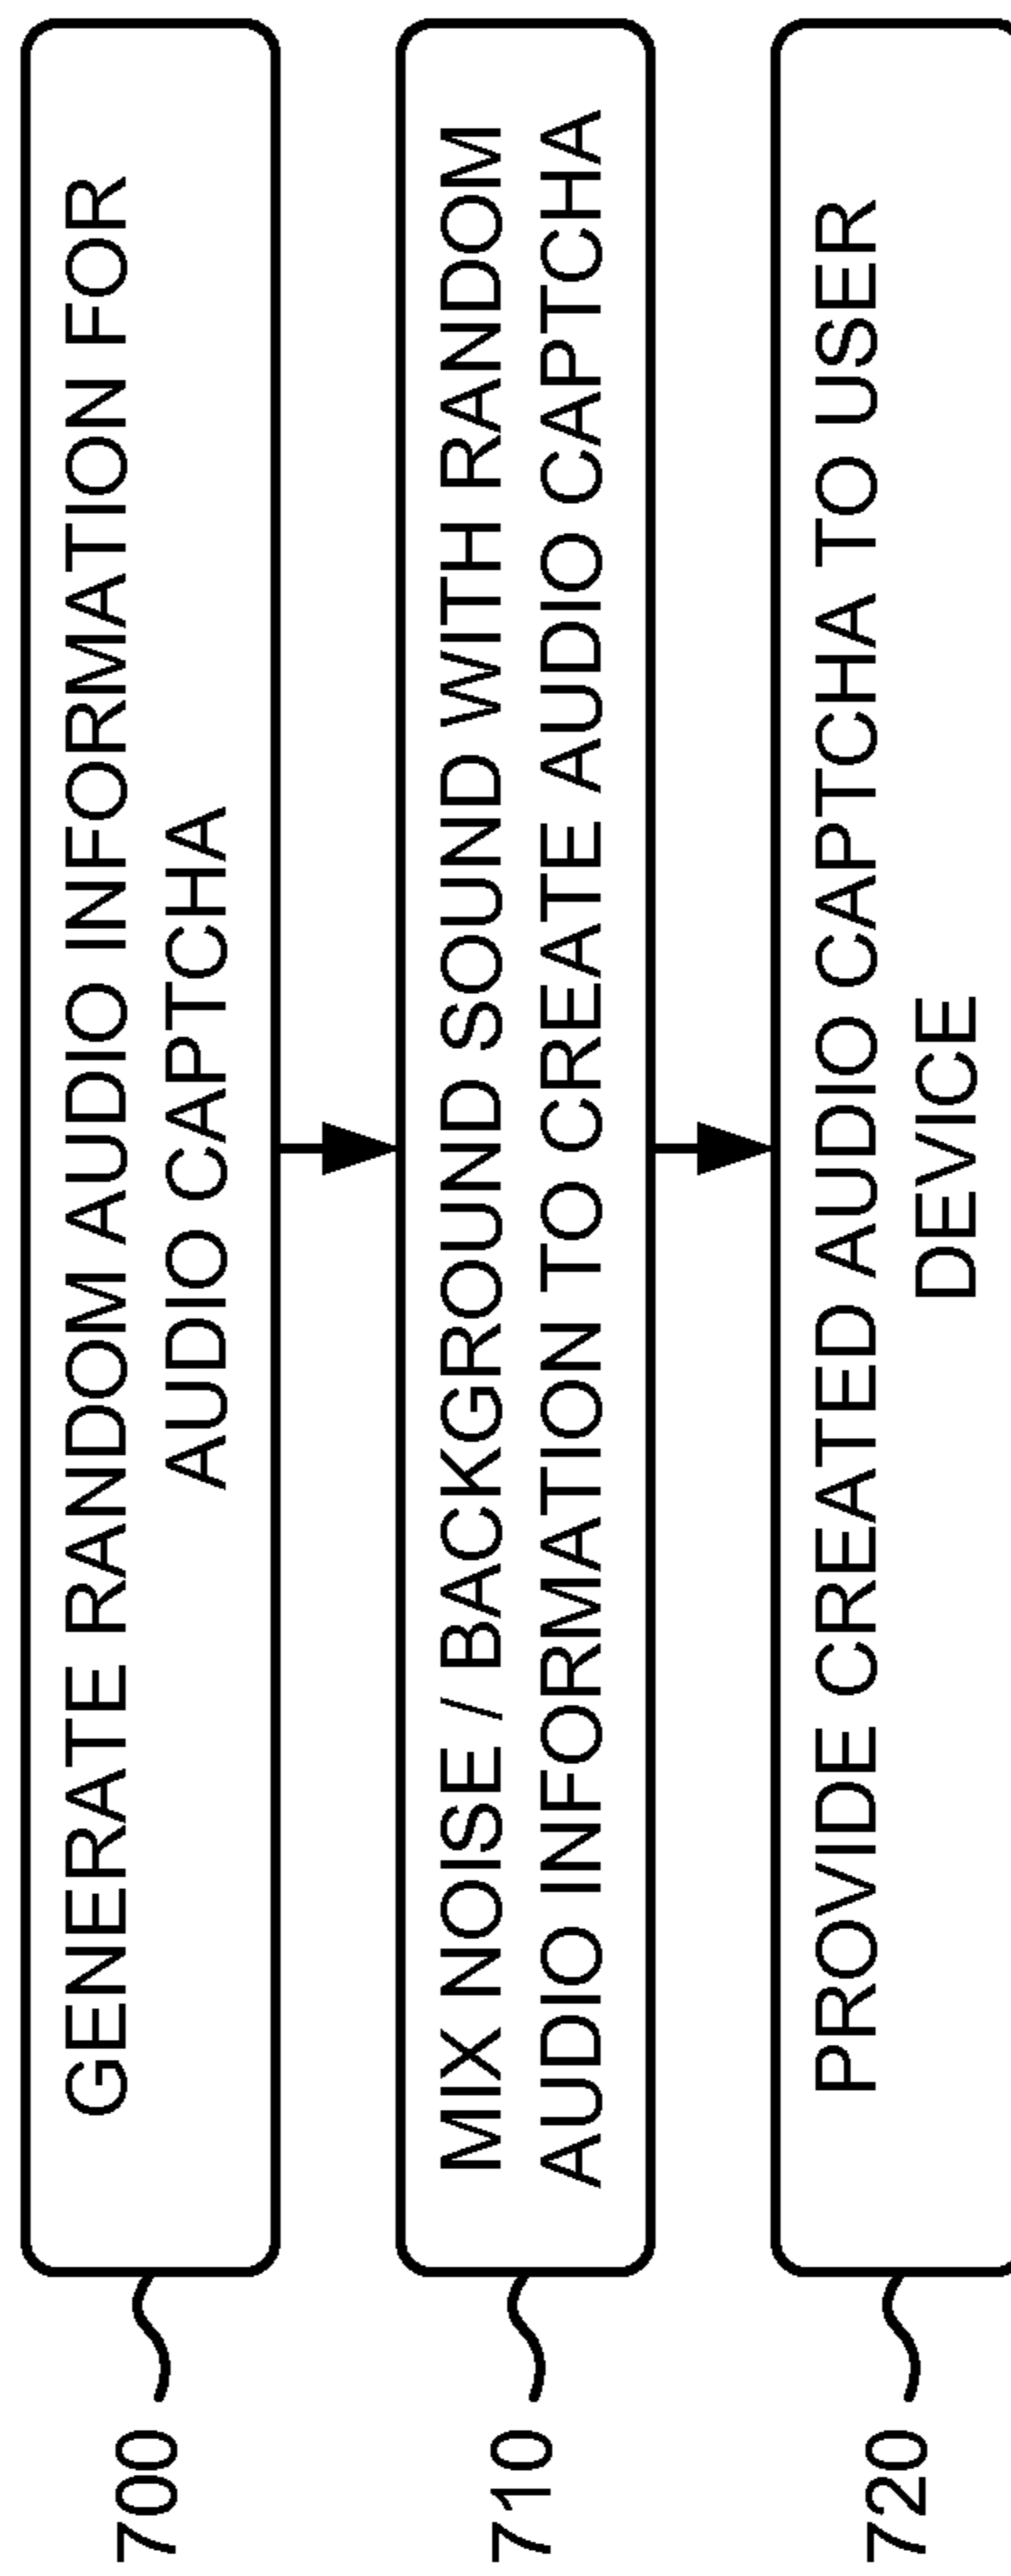 GENERATE RANDOM AUDIO INFORMATION FOR
AUDIO CAPTCHA
700
MIX NOISE / BACKGROUND SOUND WITH RANDOM
AUDIO INFORMATION TO CREATE AUDIO CAPTCHA
710
PROVIDE CREATED AUDIO CAPTCHA TO USER
DEVICE
720